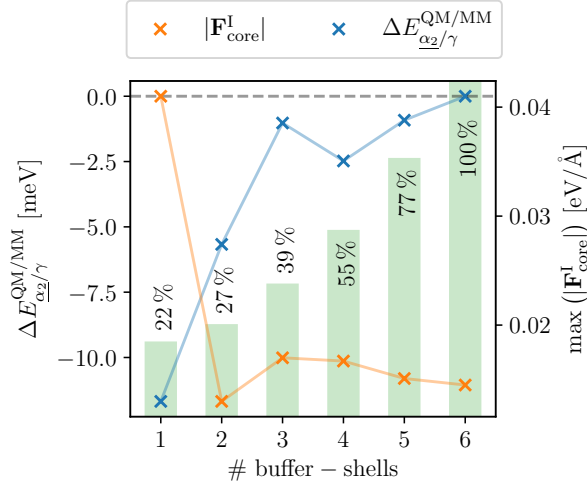 |F^I_core| ΔE^QM/MM_α₂/γ
0.0
−2.5
−5.0
−7.5
−10.0
ΔE^QM/MM_α₂/γ [meV]
22 %
27 %
39 %
55 %
77 %
100 %
0.04
0.03
0.02
max (|F^I_core|) [eV/Å]
1 2 3 4 5 6
# buffer − shells